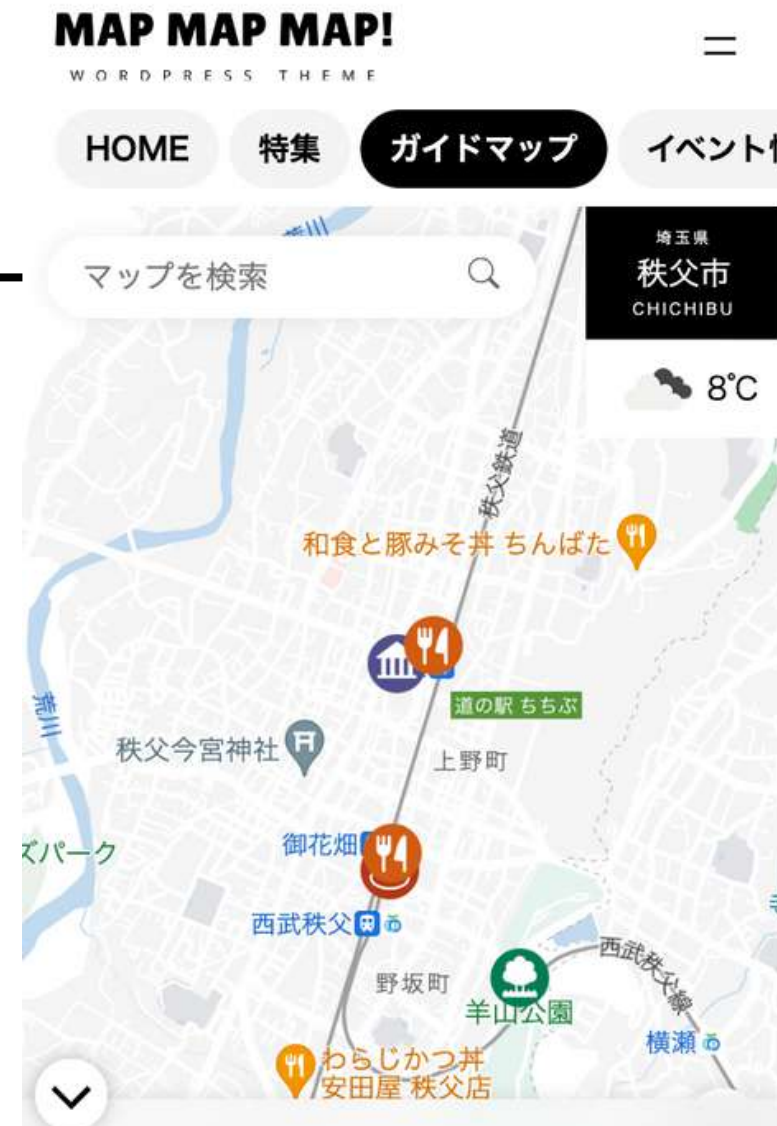 MAP MAP MAP!
WORDPRESS THEME
HOME
特集
ガイドマップ
イベント
マップを検索
埼玉県
秩父市
CHICHIBU
8℃
秩父鉄道
和食と豚みそ丼 ちんばた
道の駅 ちちぶ
荒川
秩父今宮神社
上野町
御花畑
ズパーク
西武秩父
西武秩父線
野坂町
羊山公園
横瀬
わらじかつ丼
安田屋 秩父店